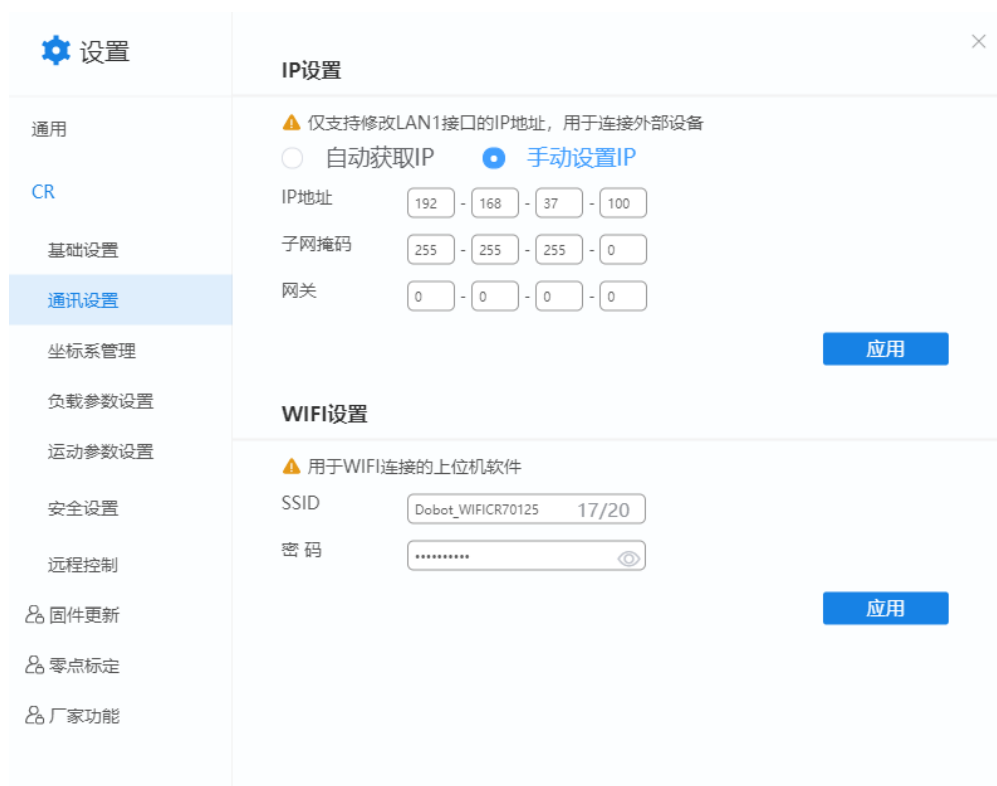 设置
通用
CR
基础设置
通讯设置
坐标系管理
负载参数设置
运动参数设置
安全设置
远程控制
固件更新
零点标定
厂家功能
IP设置
仅支持修改LAN1接口的IP地址，用于连接外部设备
自动获取IP 手动设置IP
IP地址 192 - 168 - 37 - 100
子网掩码 255 - 255 - 255 - 0
网关 0 - 0 - 0 - 0
应用
WIFI设置
用于WIFI连接的上位机软件
SSID Dobot_WIFICR70125 17/20
密 码 ••••••••••
应用